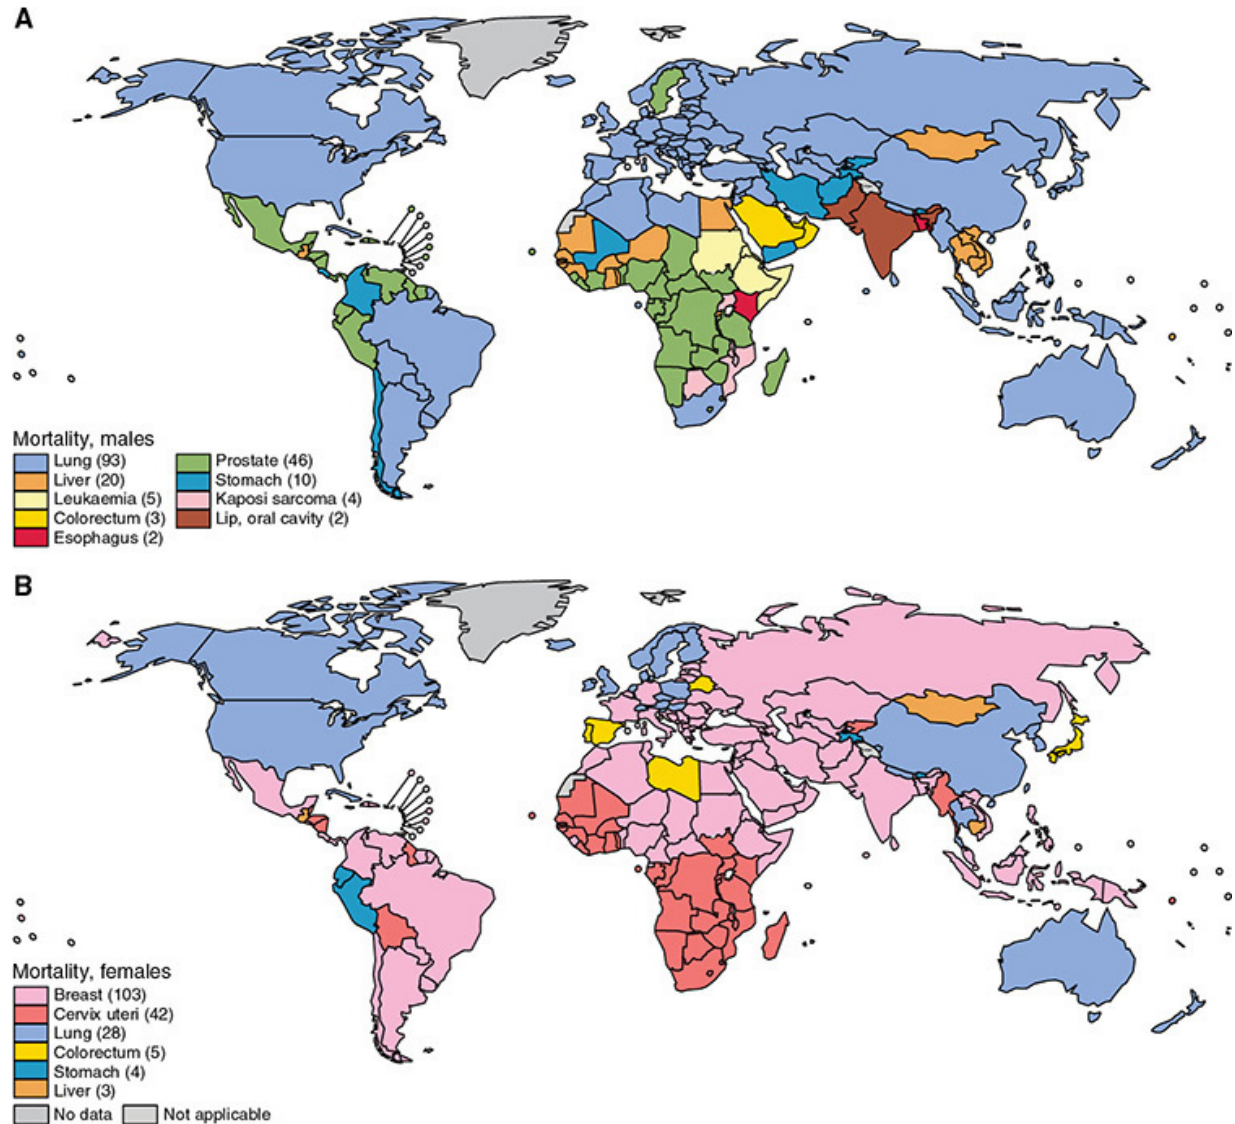 A
Mortality, males
Lung (93)
Liver (20)
Leukaemia (5)
Colorectum (3)
Esophagus (2)
Prostate (46)
Stomach (10)
Kaposi sarcoma (4)
Lip, oral cavity (2)
B
Mortality, females
Breast (103)
Cervix uteri (42)
Lung (28)
Colorectum (5)
Stomach (4)
Liver (3)
No data
Not applicable